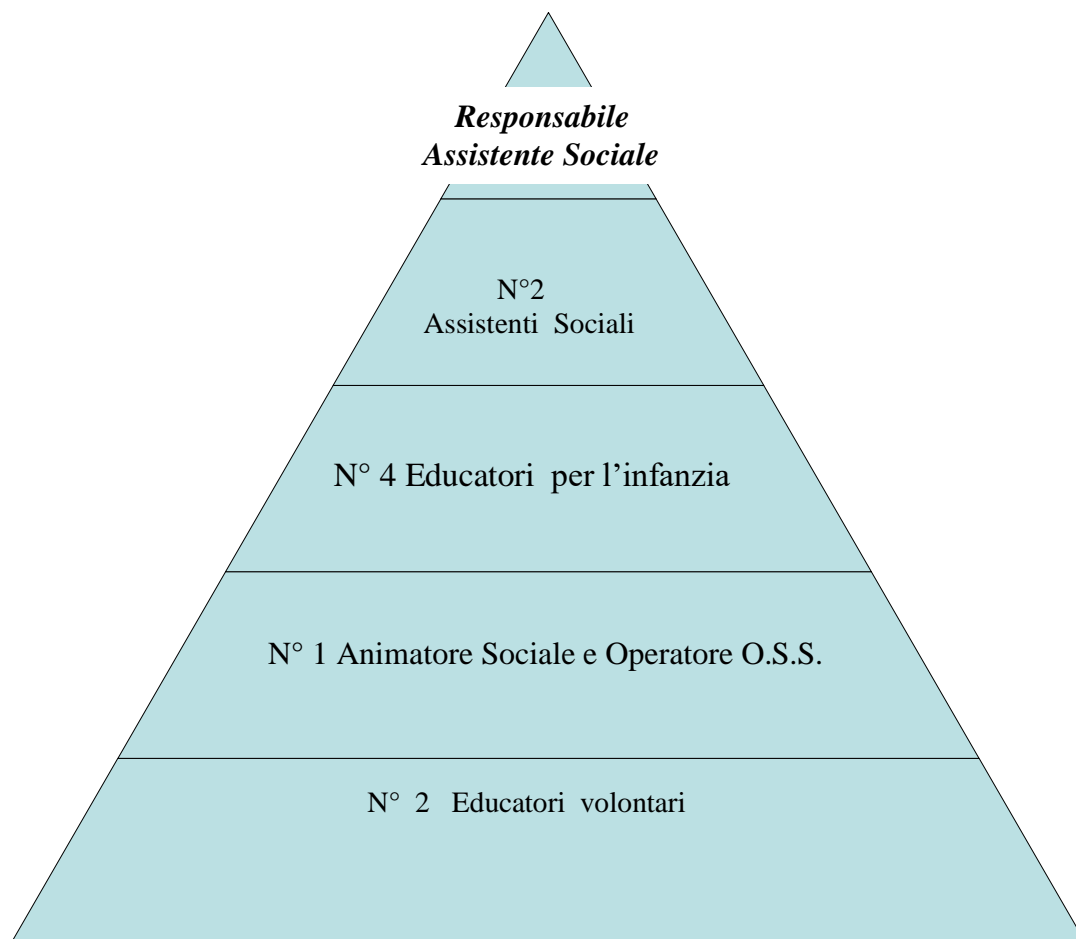 Responsabile
Assistente Sociale
N°2
Assistenti Sociali
N° 4 Educatori per l’infanzia
N° 1 Animatore Sociale e Operatore O.S.S.
N° 2 Educatori volontari